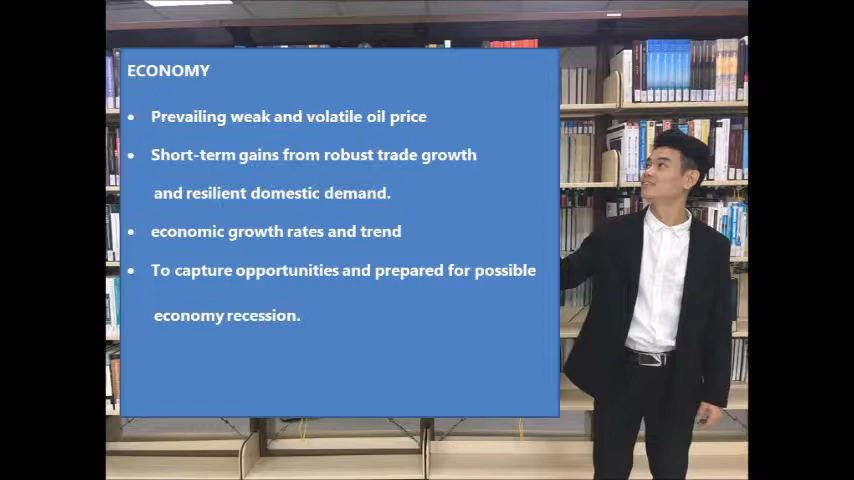 ECONOMY
• Prevailing weak and volatile oil price
• Short-term gains from robust trade growth
and resilient domestic demand.
• economic growth rates and trend
• To capture opportunities and prepared for possible
economy recession.